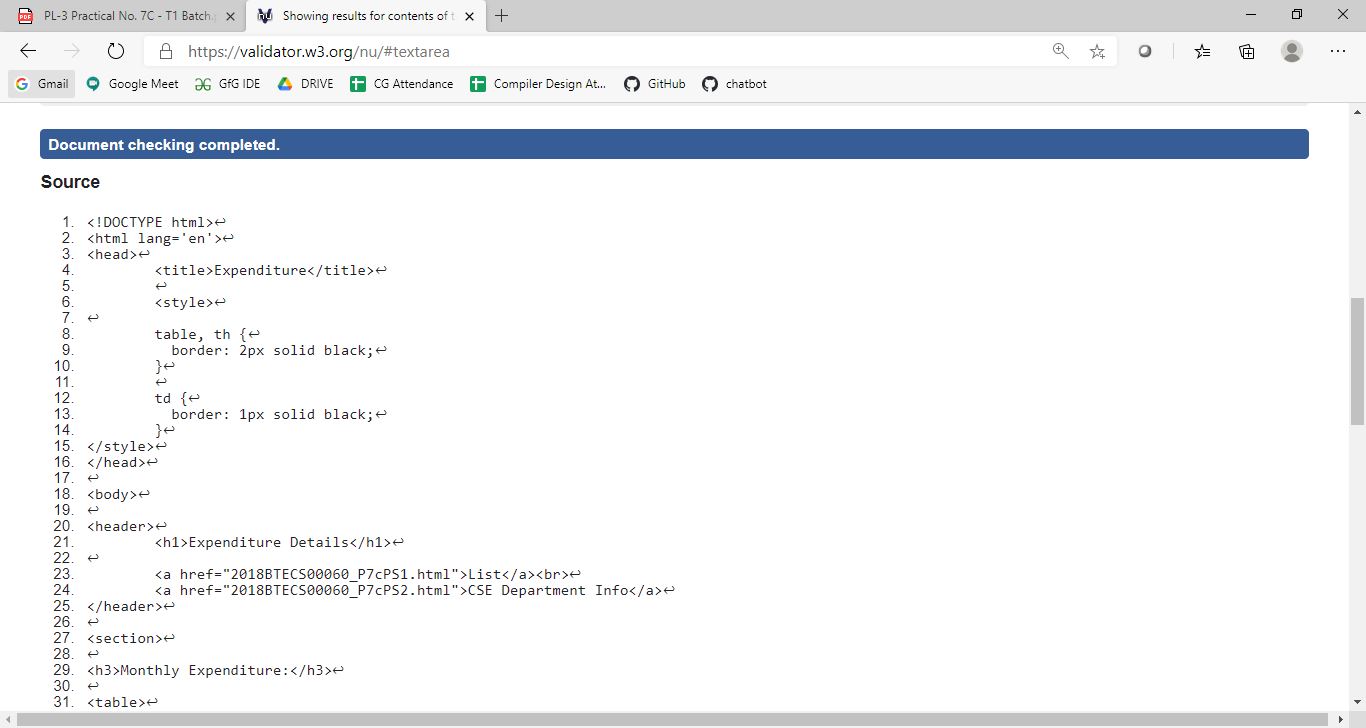 PL-3 Practical No. 7C - T1 Batch.p
Showing results for contents of t
https://validator.w3.org/nu/#textarea
Gmail Google Meet GfG IDE DRIVE CG Attendance Compiler Design At... GitHub chatbot
Document checking completed.
Source
1. <!DOCTYPE html>↩
2. <html lang='en'>↩
3. <head>↩
4. <title>Expenditure</title>↩
5. ↩
6. <style>↩
7. ↩
8. table, th {↩
9. border: 2px solid black;↩
10. }↩
11. ↩
12. td {↩
13. border: 1px solid black;↩
14. }↩
15. </style>↩
16. </head>↩
17. ↩
18. <body>↩
19. ↩
20. <header>↩
21. <h1>Expenditure Details</h1>↩
22. ↩
23. <a href="2018BTECS00060_P7cPS1.html">List</a><br>↩
24. <a href="2018BTECS00060_P7cPS2.html">CSE Department Info</a>↩
25. </header>↩
26. ↩
27. <section>↩
28. ↩
29. <h3>Monthly Expenditure:</h3>↩
30. ↩
31. <table>↩